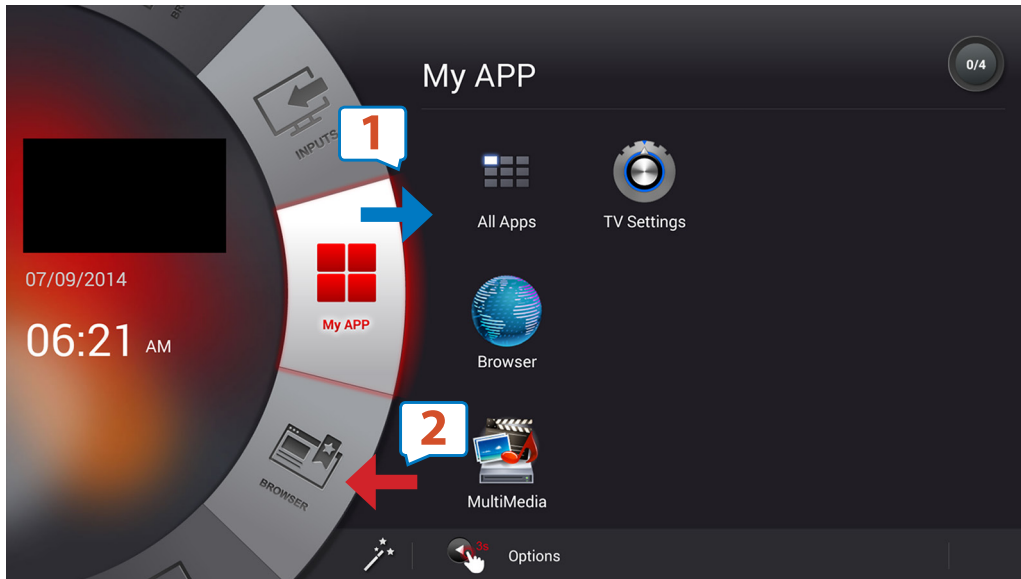 My APP
0/4
INPUTS
1
All Apps
TV Settings
07/09/2014
My APP
06:21 AM
Browser
2
BROWSER
MultiMedia
3s
Options